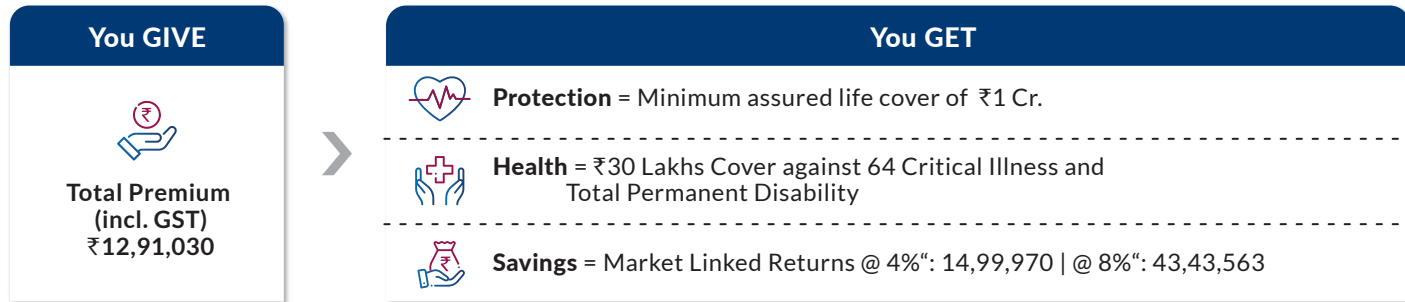 You GIVE
₹
Total Premium
(incl. GST)
₹12,91,030
You GET
Protection = Minimum assured life cover of ₹1 Cr.
Health = ₹30 Lakhs Cover against 64 Critical Illness and
Total Permanent Disability
₹
Savings = Market Linked Returns @ 4%“: 14,99,970 | @ 8%“: 43,43,563